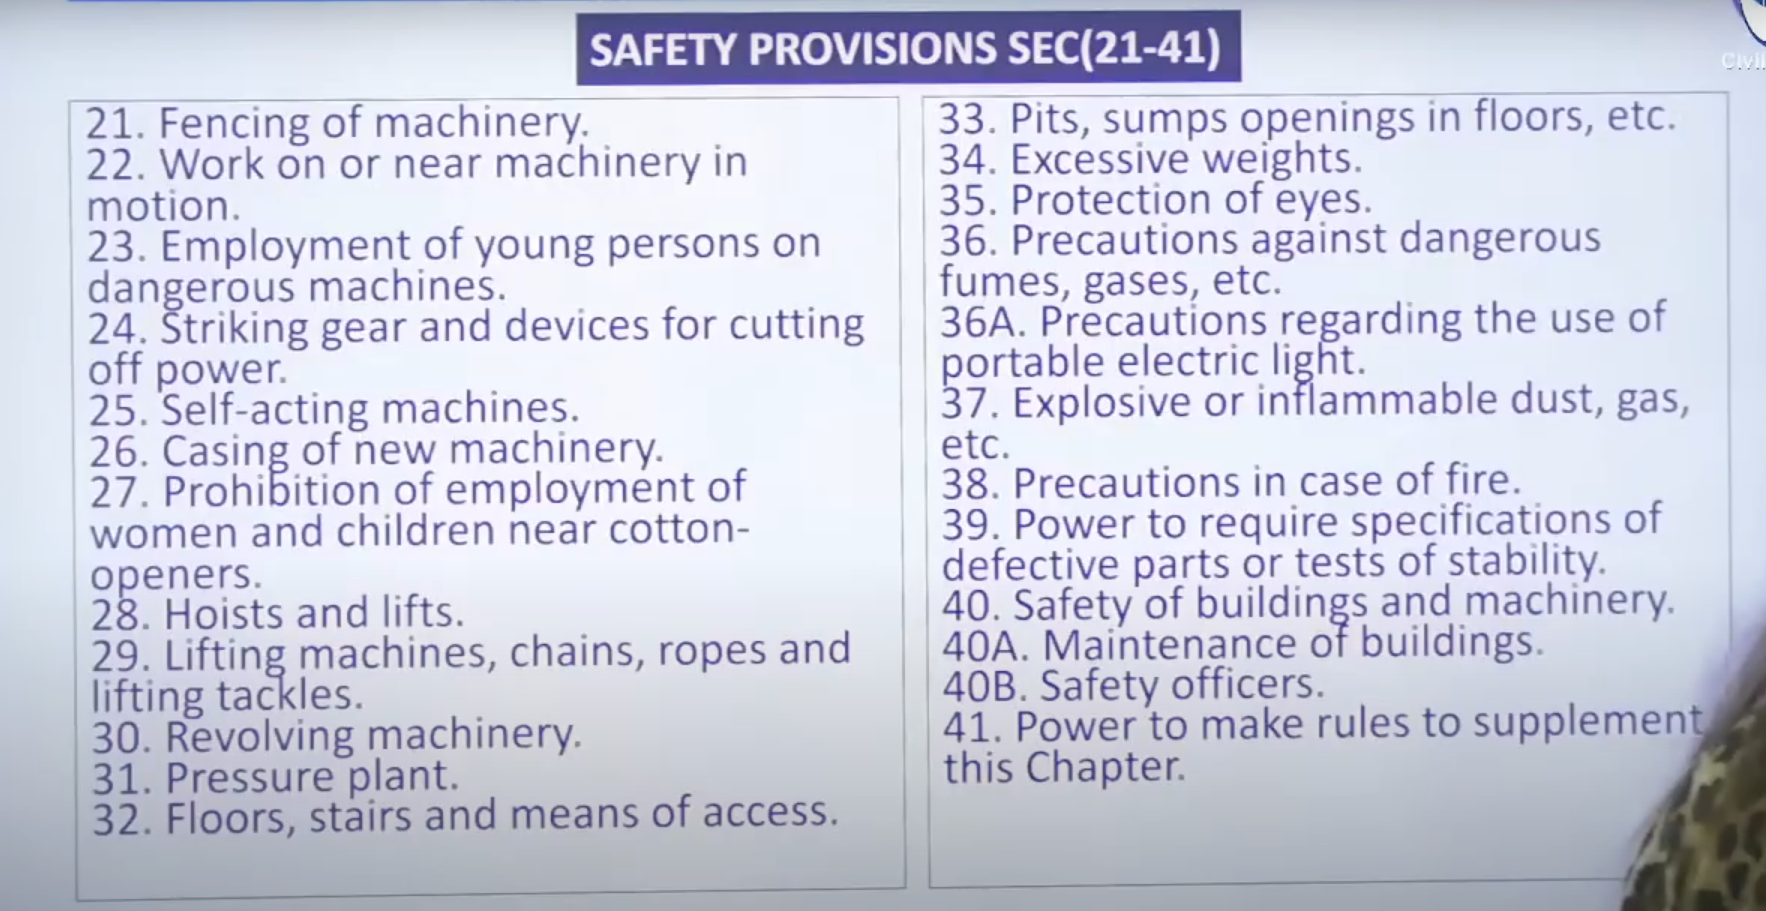 SAFETY PROVISIONS SEC(21-41)
Civil
21. Fencing of machinery.
22. Work on or near machinery in
motion.
23. Employment of young persons on
dangerous machines.
24. Striking gear and devices for cutting
off power.
25. Self-acting machines.
26. Casing of new machinery.
27. Prohibition of employment of
women and children near cotton-
openers.
28. Hoists and lifts.
29. Lifting machines, chains, ropes and
lifting tackles.
30. Revolving machinery.
31. Pressure plant.
32. Floors, stairs and means of access.
33. Pits, sumps openings in floors, etc.
34. Excessive weights.
35. Protection of eyes.
36. Precautions against dangerous
fumes, gases, etc.
36A. Precautions regarding the use of
portable electric light.
37. Explosive or inflammable dust, gas,
etc.
38. Precautions in case of fire.
39. Power to require specifications of
defective parts or tests of stability.
40. Safety of buildings and machinery.
40A. Maintenance of buildings.
40B. Safety officers.
41. Power to make rules to supplement
this Chapter.